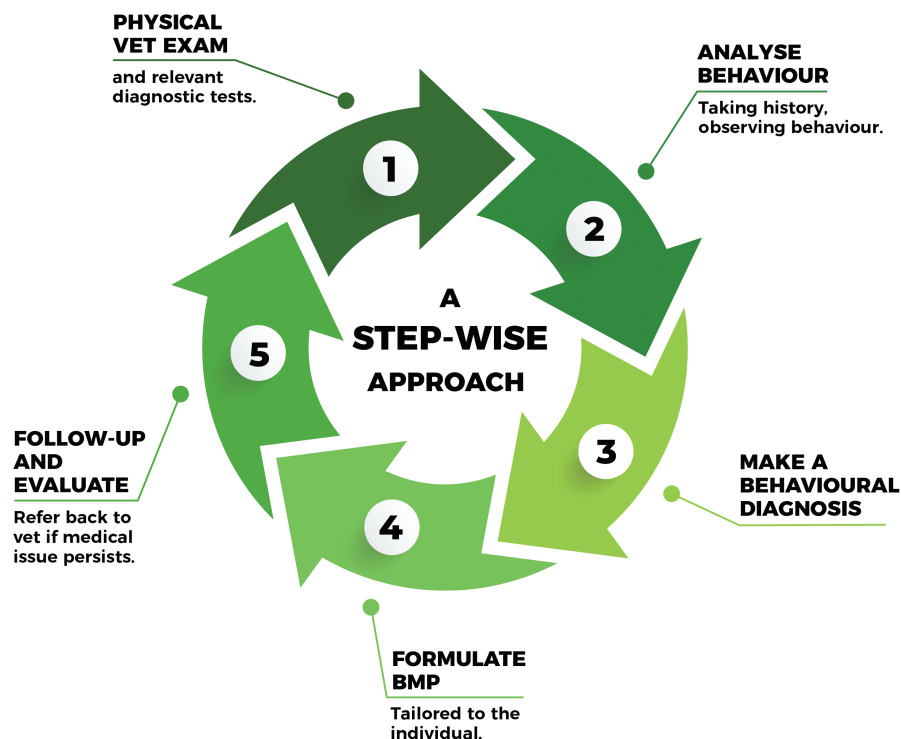 PHYSICAL
VET EXAM
and relevant
diagnostic tests.
1
ANALYSE
BEHAVIOUR
Taking history,
observing behaviour.
2
A
STEP-WISE
APPROACH
3
MAKE A
BEHAVIOURAL
DIAGNOSIS
4
FORMULATE
BMP
Tailored to the
individual.
5
FOLLOW-UP
AND
EVALUATE
Refer back to
vet if medical
issue persists.